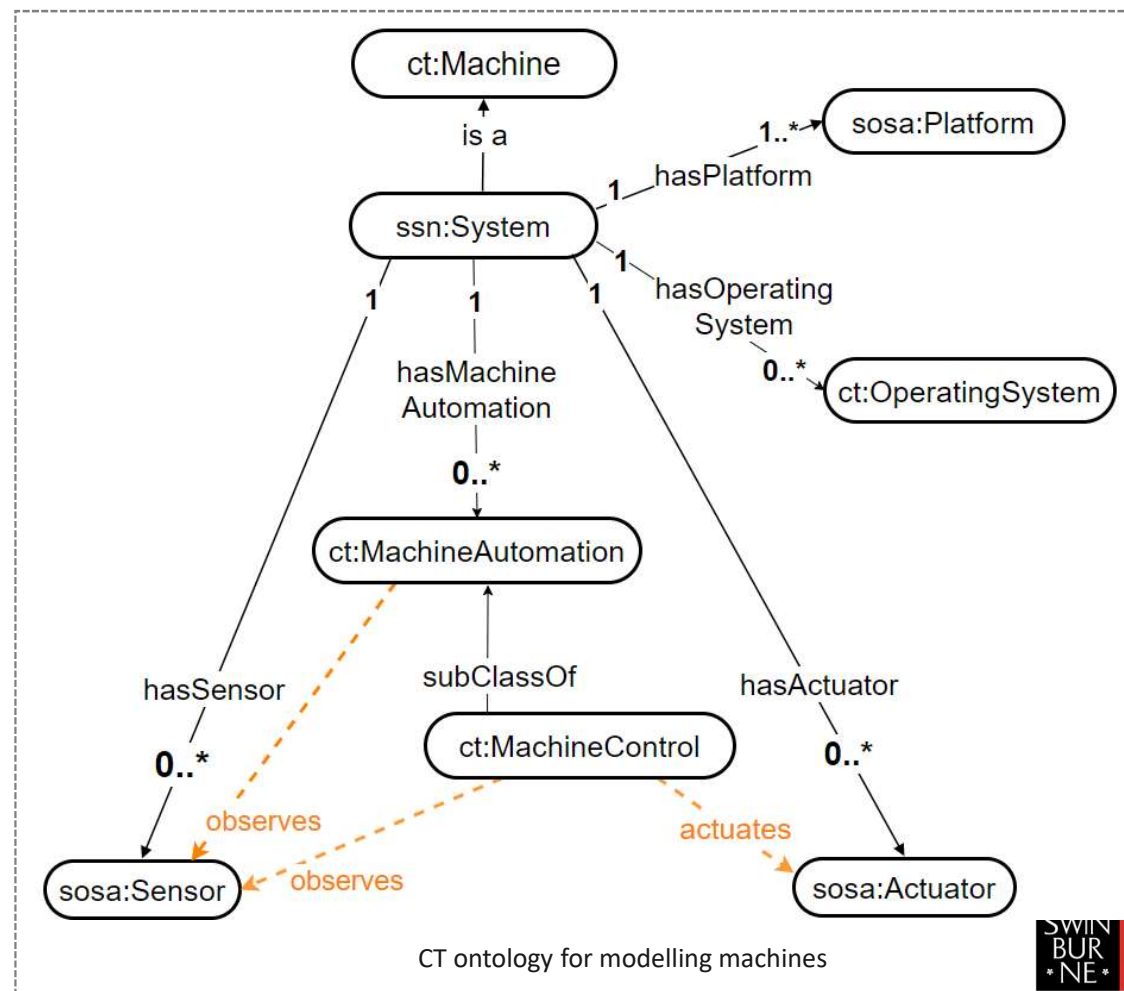 ct:Machine
is a
1..*
sosa:Platform
hasPlatform
1
ssn:System
1
hasOperating
System
1
1
1
0..*
ct:OperatingSystem
hasMachine
Automation
0..*
ct:MachineAutomation
hasSensor
subClassOf
hasActuator
ct:MachineControl
0..*
0..*
observes
actuates
observes
sosa:Sensor
sosa:Actuator
CT ontology for modelling machines
SWIN
BUR
* NE *